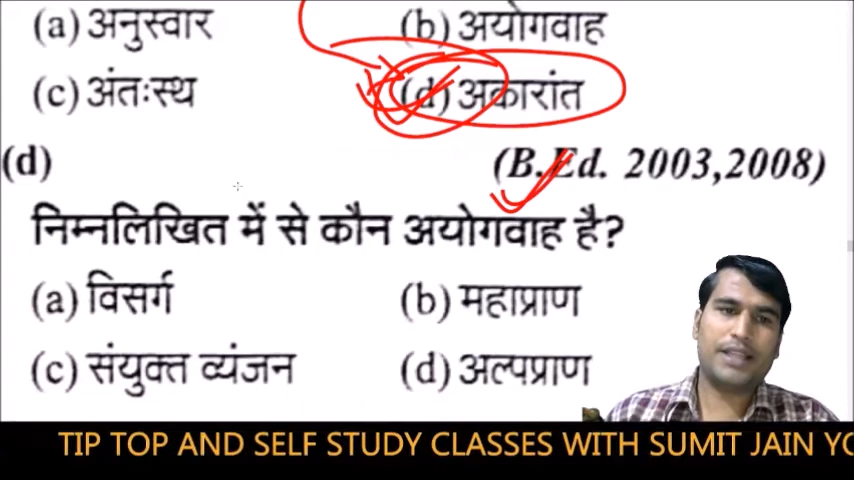 (a) अनुस्वार (b) अयोगवाह
(c) अंतःस्थ (d) अकारांत
(d) (B.Ed. 2003,2008)
निम्नलिखित में से कौन अयोगवाह है?
(a) विसर्ग (b) महाप्राण
(c) संयुक्त व्यंजन (d) अल्पप्राण
TIP TOP AND SELF STUDY CLASSES WITH SUMIT JAIN YO